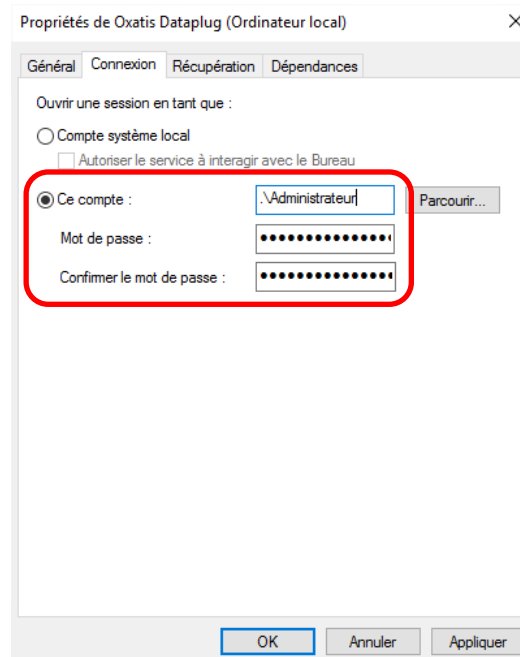 Propriétés de Oxatis Dataplug (Ordinateur local)
Général Connexion Récupération Dépendances
Ouvrir une session en tant que :
Compte système local
Autoriser le service à interagir avec le Bureau
Ce compte : .\Administrateur Parcourir...
Mot de passe : ●●●●●●●●●●●●●●●
Confirmer le mot de passe : ●●●●●●●●●●●●●●●
OK Annuler Appliquer